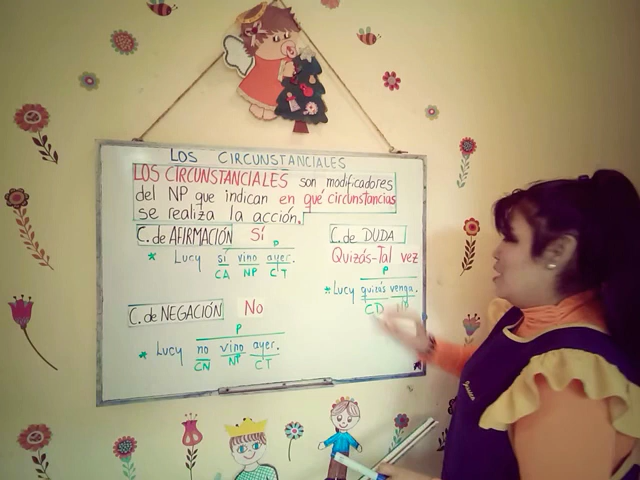 LOS CIRCUNSTANCIALES
LOS CIRCUNSTANCIALES son modificadores
del NP que indican en qué circunstancias
se realiza la acción.
C. de AFIRMACIÓN Sí
P
* Lucy sí vino ayer.
CA NP CT
C. de DUDA
Quizás-Tal vez
P
* Lucy quizás venga.
CD
C. de NEGACIÓN No
P
* Lucy no vino ayer.
CN NP CT